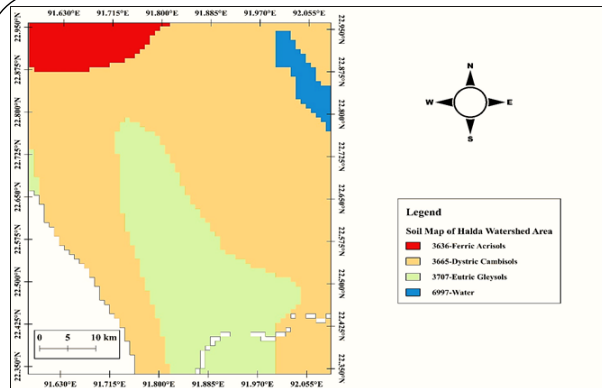 91.630°E 91.715°E 91.800°E 91.885°E 91.970°E 92.055°E
22.950°N 22.950°N
22.875°N 22.875°N
22.800°N 22.800°N
22.725°N 22.725°N
22.650°N 22.650°N
22.575°N 22.575°N
22.500°N 22.500°N
22.425°N 22.425°N
22.350°N 22.350°N
0 5 10 km
91.630°E 91.715°E 91.800°E 91.885°E 91.970°E 92.055°E
N
W E
S
Legend
Soil Map of Halda Watershed Area
3636-Ferric Acrisols
3665-Dystric Cambisols
3707-Eutric Gleysols
6997-Water